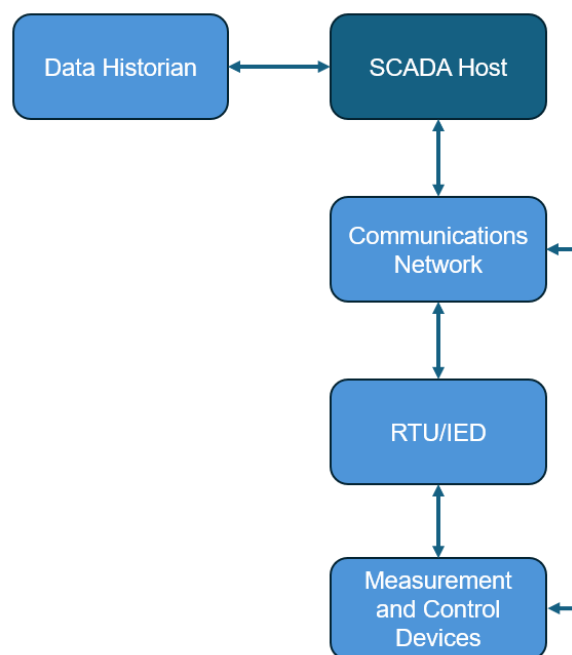 Data Historian
SCADA Host
Communications
Network
RTU/IED
Measurement
and Control
Devices